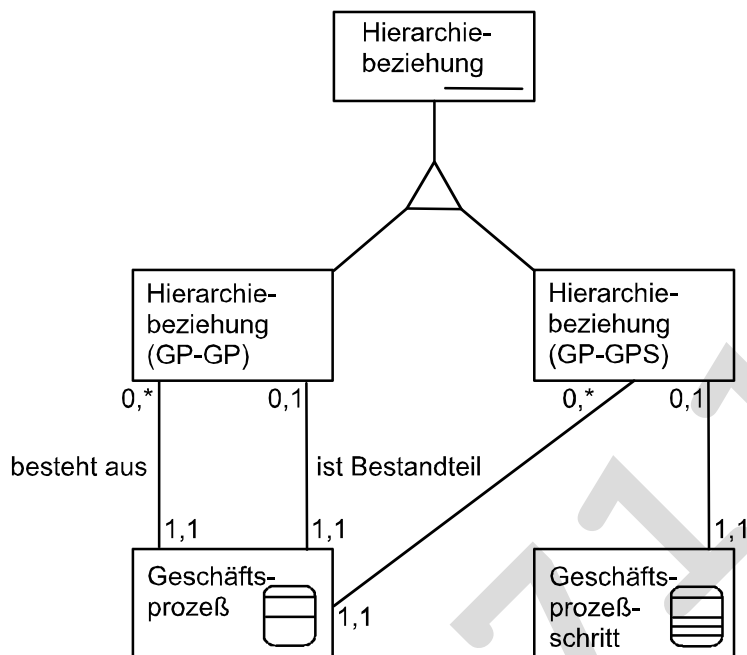 Hierarchie-
beziehung
Hierarchie-
beziehung
(GP-GP)
Hierarchie-
beziehung
(GP-GPS)
0,*
0,1
0,*
0,1
besteht aus
ist Bestandteil
1,1
1,1
1,1
Geschäfts-
prozeß
1,1
Geschäfts-
prozeß-
schritt